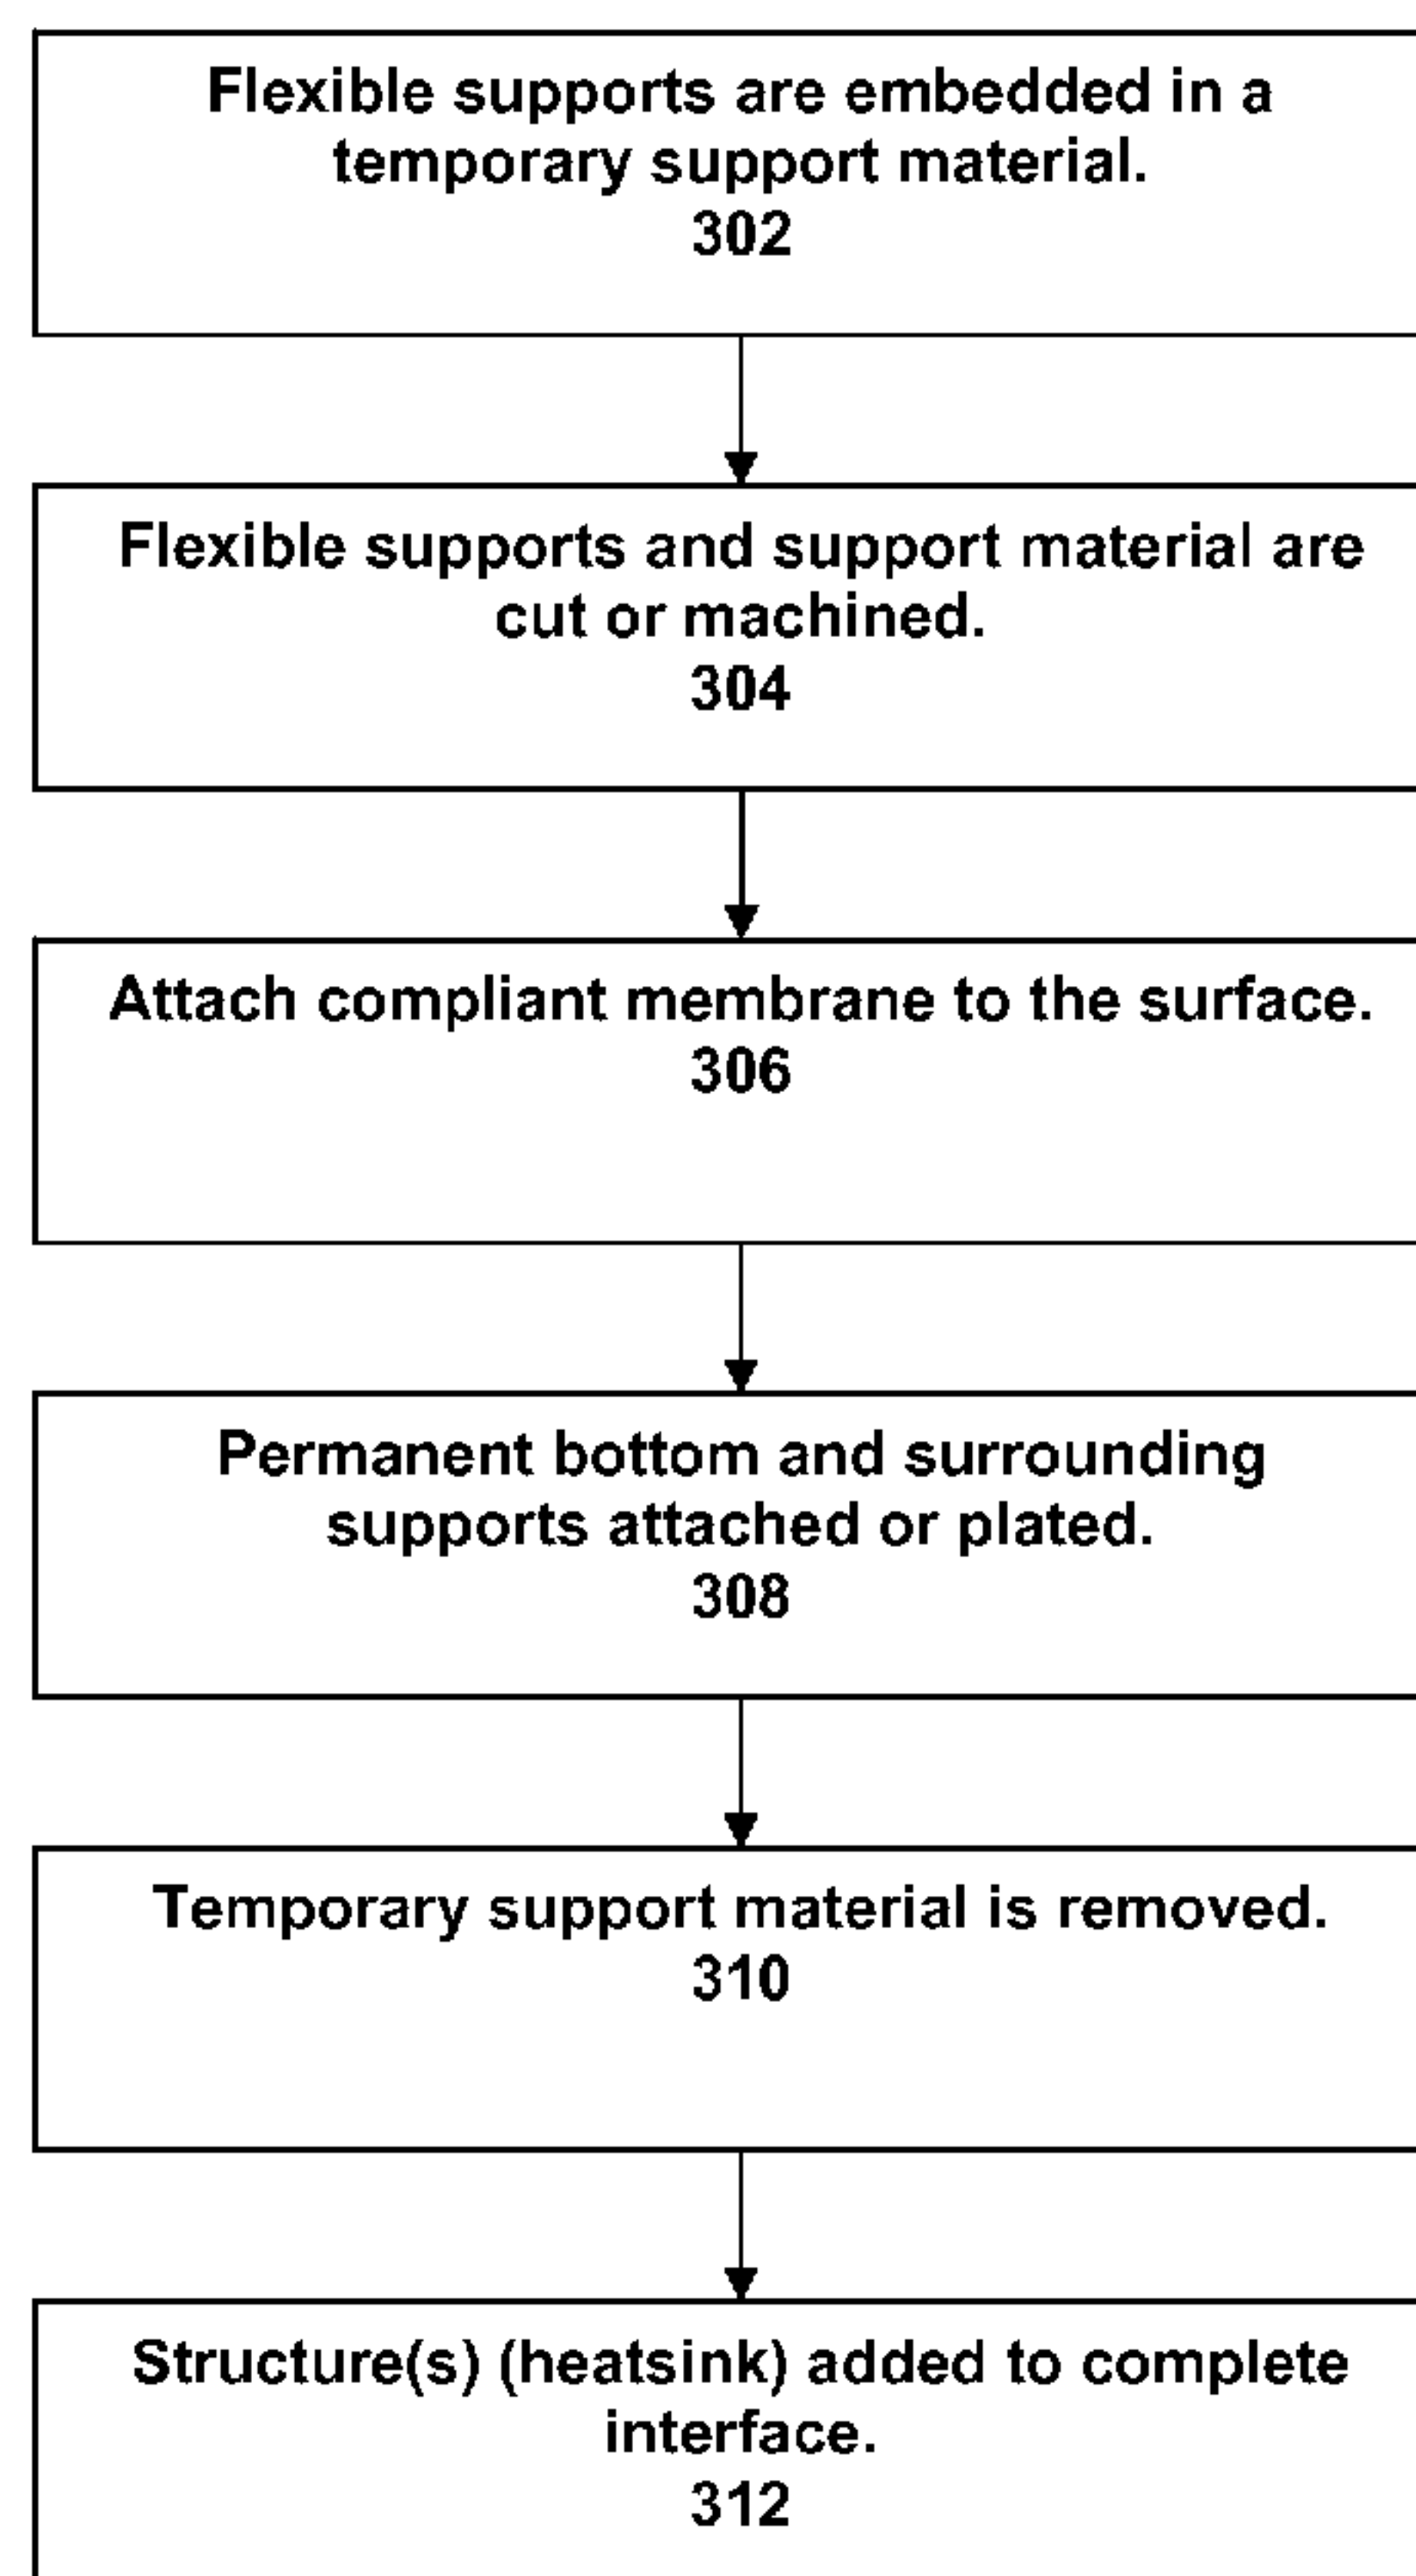 Flexible supports are embedded in a
temporary support material.
302
Flexible supports and support material are
cut or machined.
304
Attach compliant membrane to the surface.
306
Permanent bottom and surrounding
supports attached or plated.
308
Temporary support material is removed.
310
Structure(s) (heatsink) added to complete
interface.
312